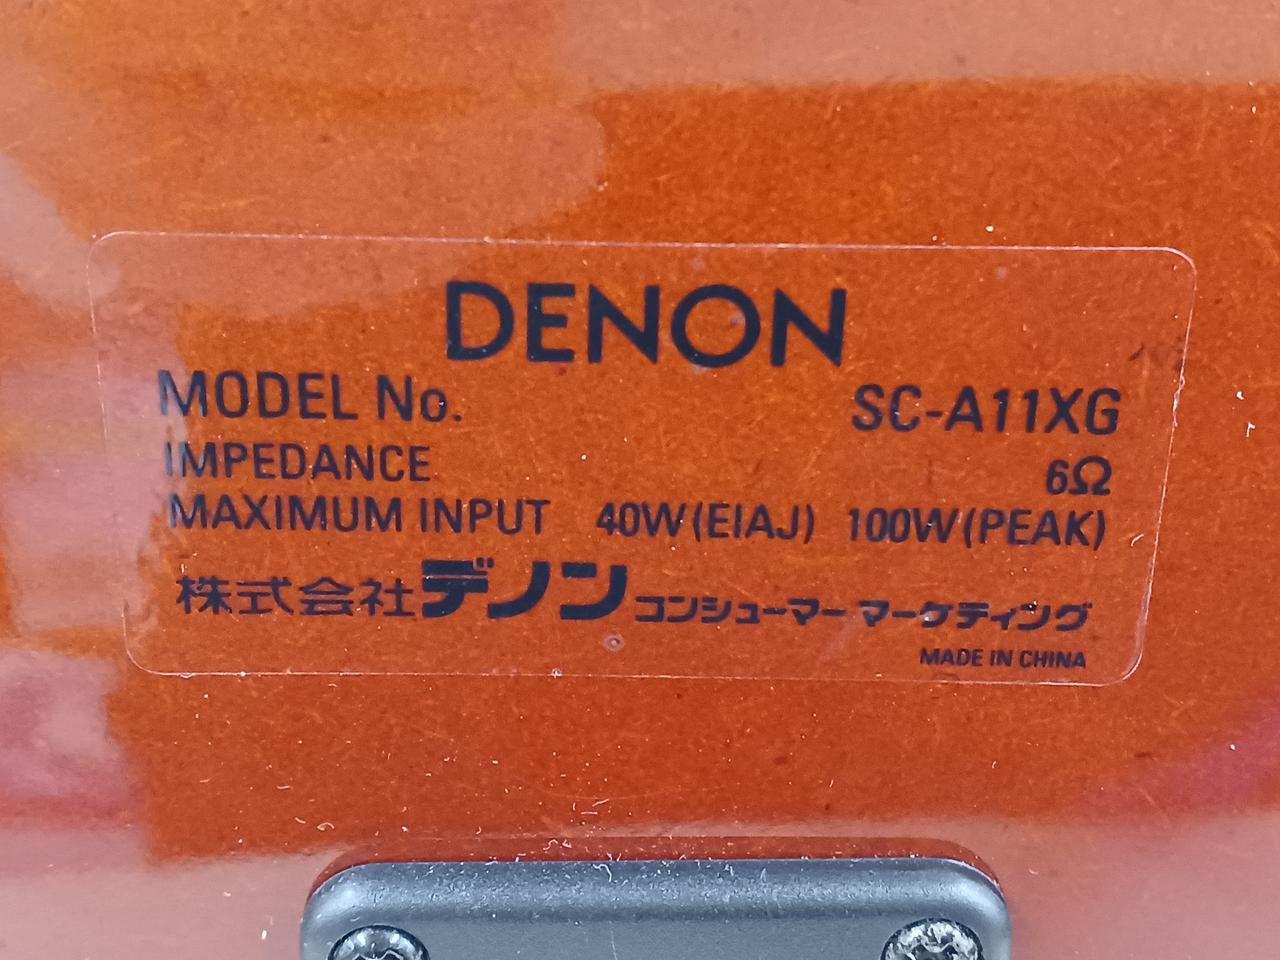 DENON
MODEL No. SC-A11XG
IMPEDANCE 6Ω
MAXIMUM INPUT 40W(EIAJ) 100W(PEAK)
株式会社デノン コンシューマー マーケティング
MADE IN CHINA